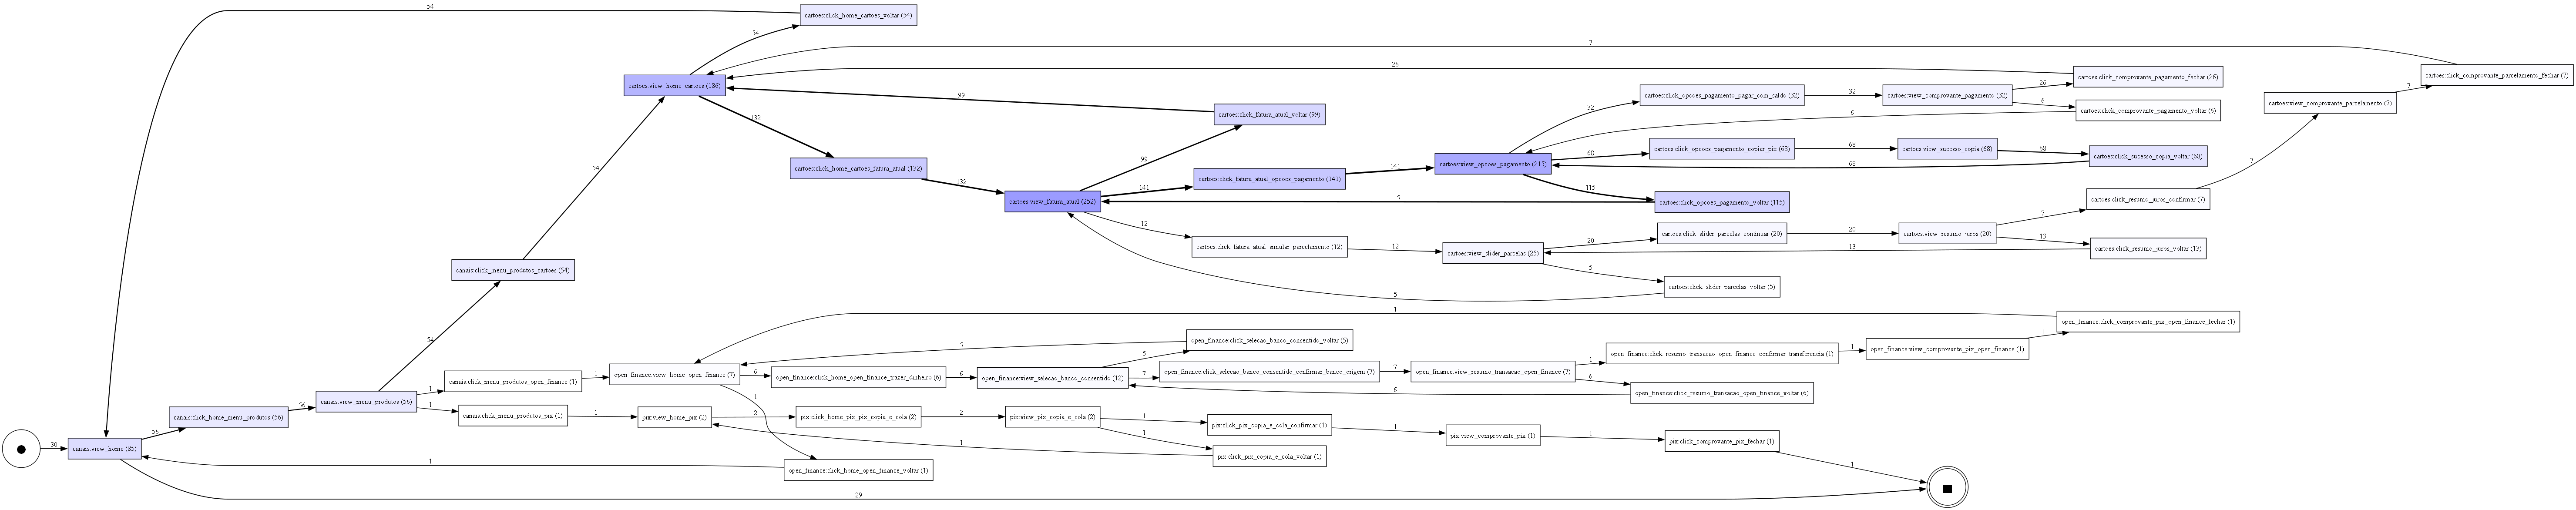 54
cartoes:click_home_cartoes_voltar (54)
54
7
26
cartoes:view_home_cartoes (186)
cartoes:click_comprovante_pagamento_fechar (26)
cartoes:click_comprovante_parcelamento_fechar (7)
26
7
cartoes:click_opcoes_pagamento_pagar_com_saldo (32)
32
cartoes:view_comprovante_pagamento (32)
99
32
6
cartoes:view_comprovante_parcelamento (7)
cartoes:click_comprovante_pagamento_voltar (6)
cartoes:click_fatura_atual_voltar (99)
6
132
cartoes:click_opcoes_pagamento_copiar_pix (68)
68
cartoes:view_sucesso_copia (68)
68
68
cartoes:click_sucesso_copia_voltar (68)
99
cartoes:view_opcoes_pagamento (215)
68
7
cartoes:click_home_cartoes_fatura_atual (132)
54
132
141
cartoes:click_fatura_atual_opcoes_pagamento (141)
141
115
cartoes:view_fatura_atual (252)
115
cartoes:click_opcoes_pagamento_voltar (115)
cartoes:click_resumo_juros_confirmar (7)
12
7
cartoes:click_fatura_atual_simular_parcelamento (12)
12
cartoes:view_slider_parcelas (25)
20
cartoes:click_slider_parcelas_continuar (20)
20
cartoes:view_resumo_juros (20)
13
13
cartoes:click_resumo_juros_voltar (13)
canais:click_menu_produtos_cartoes (54)
5
cartoes:click_slider_parcelas_voltar (5)
5
1
open_finance:click_comprovante_pix_open_finance_fechar (1)
54
5
open_finance:click_selecao_banco_consentido_voltar (5)
1
5
open_finance:click_resumo_transacao_open_finance_confirmar_transferencia (1)
1
open_finance:view_comprovante_pix_open_finance (1)
1
canais:click_menu_produtos_open_finance (1)
1
open_finance:view_home_open_finance (7)
6
open_finance:click_home_open_finance_trazer_dinheiro (6)
6
open_finance:view_selecao_banco_consentido (12)
7
open_finance:click_selecao_banco_consentido_confirmar_banco_origem (7)
7
open_finance:view_resumo_transacao_open_finance (7)
1
6
6
open_finance:click_resumo_transacao_open_finance_voltar (6)
canais:view_menu_produtos (56)
1
1
56
canais:click_home_menu_produtos (56)
canais:click_menu_produtos_pix (1)
1
pix:view_home_pix (2)
2
pix:click_home_pix_pix_copia_e_cola (2)
2
pix:view_pix_copia_e_cola (2)
1
pix:click_pix_copia_e_cola_confirmar (1)
1
pix:view_comprovante_pix (1)
1
pix:click_comprovante_pix_fechar (1)
30
canais:view_home (85)
56
1
1
pix:click_pix_copia_e_cola_voltar (1)
1
1
open_finance:click_home_open_finance_voltar (1)
29